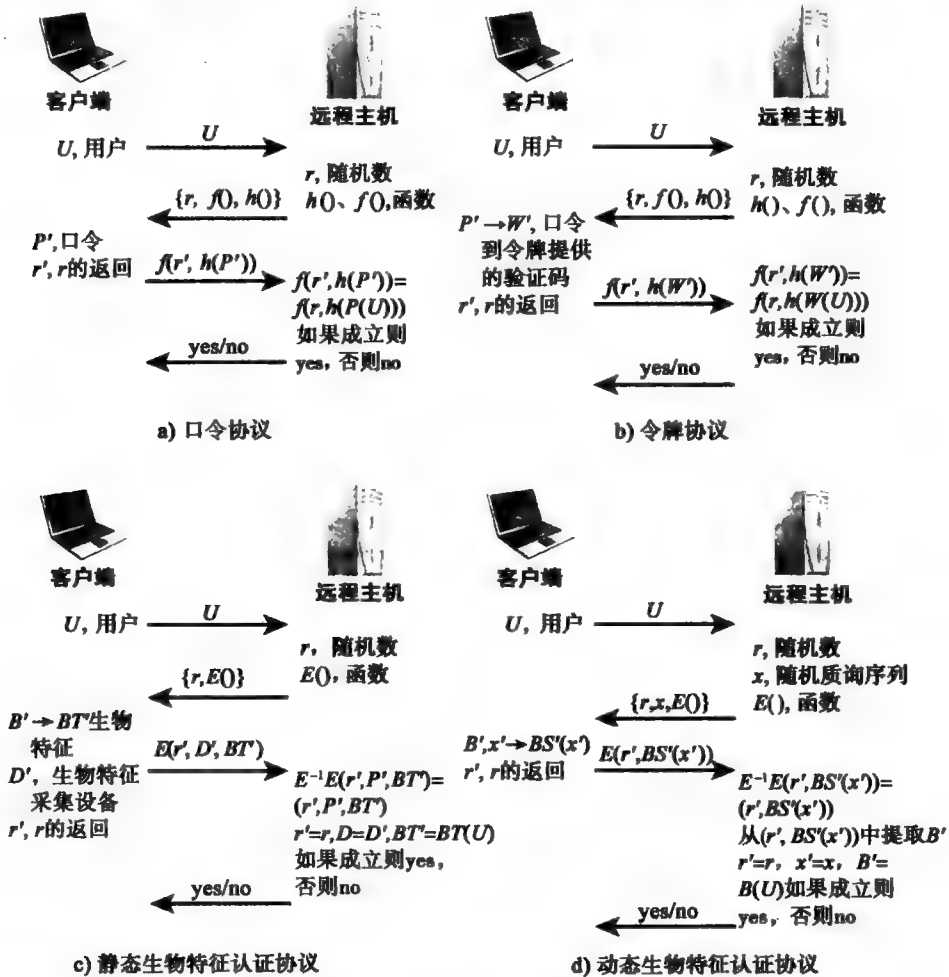 客户端
远程主机
U, 用户
U
r, 随机数
h()、f(),函数
{r, f(), h()}
P',口令
r', r的返回
f(r', h(P'))
f(r',h(P'))=
f(r,h(P(U)))
如果成立则
yes，否则no
yes/no
a) 口令协议
客户端
远程主机
U, 用户
U
r, 随机数
h()、f(), 函数
{r, f(), h()}
P'→W', 口令
到令牌提供
的验证码
r', r的返回
f(r', h(W'))
f(r',h(W'))=
f(r,h(W(U)))
如果成立则
yes，否则no
yes/no
b) 令牌协议
客户端
远程主机
U, 用户
U
r，随机数
E(), 函数
{r,E()}
B'→BT'生物
特征
D'，生物特征
采集设备
r', r的返回
E(r', D', BT')
E⁻¹E(r',P',BT')=
(r',P',BT')
r'=r,D=D',BT'=BT(U)
如果成立则yes，
否则no
yes/no
c) 静态生物特征认证协议
客户端
远程主机
U, 用户
U
r, 随机数
x, 随机质询序列
E(), 函数
{r,x,E()}
B',x'→BS'(x')
r', r的返回
E(r',BS'(x'))
E⁻¹E(r',BS'(x'))=
(r',BS'(x'))
从(r', BS'(x'))中提取B'
r'=r，x'=x，B'=
B(U)如果成立则
yes，否则no
yes/no
d) 动态生物特征认证协议